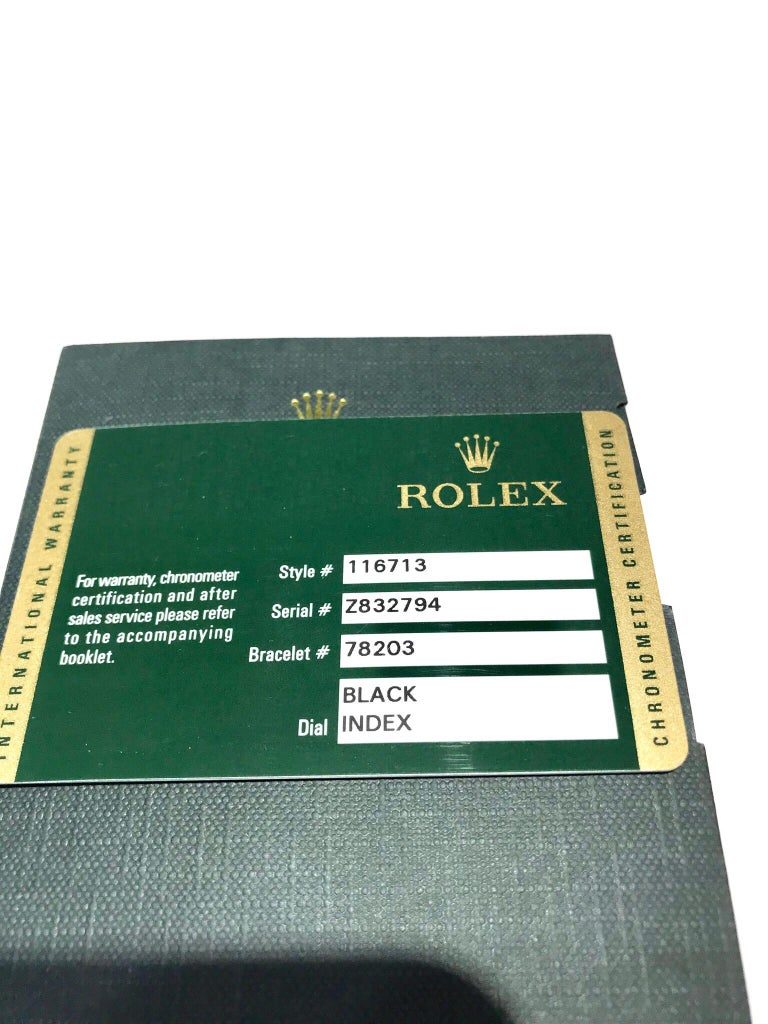 ROLEX
INTERNATIONAL WARRANTY
CHRONOMETER CERTIFICATION
For warranty, chronometer
certification and after
sales service please refer
to the accompanying
booklet.
Style # 116713
Serial # Z832794
Bracelet # 78203
Dial BLACK
INDEX